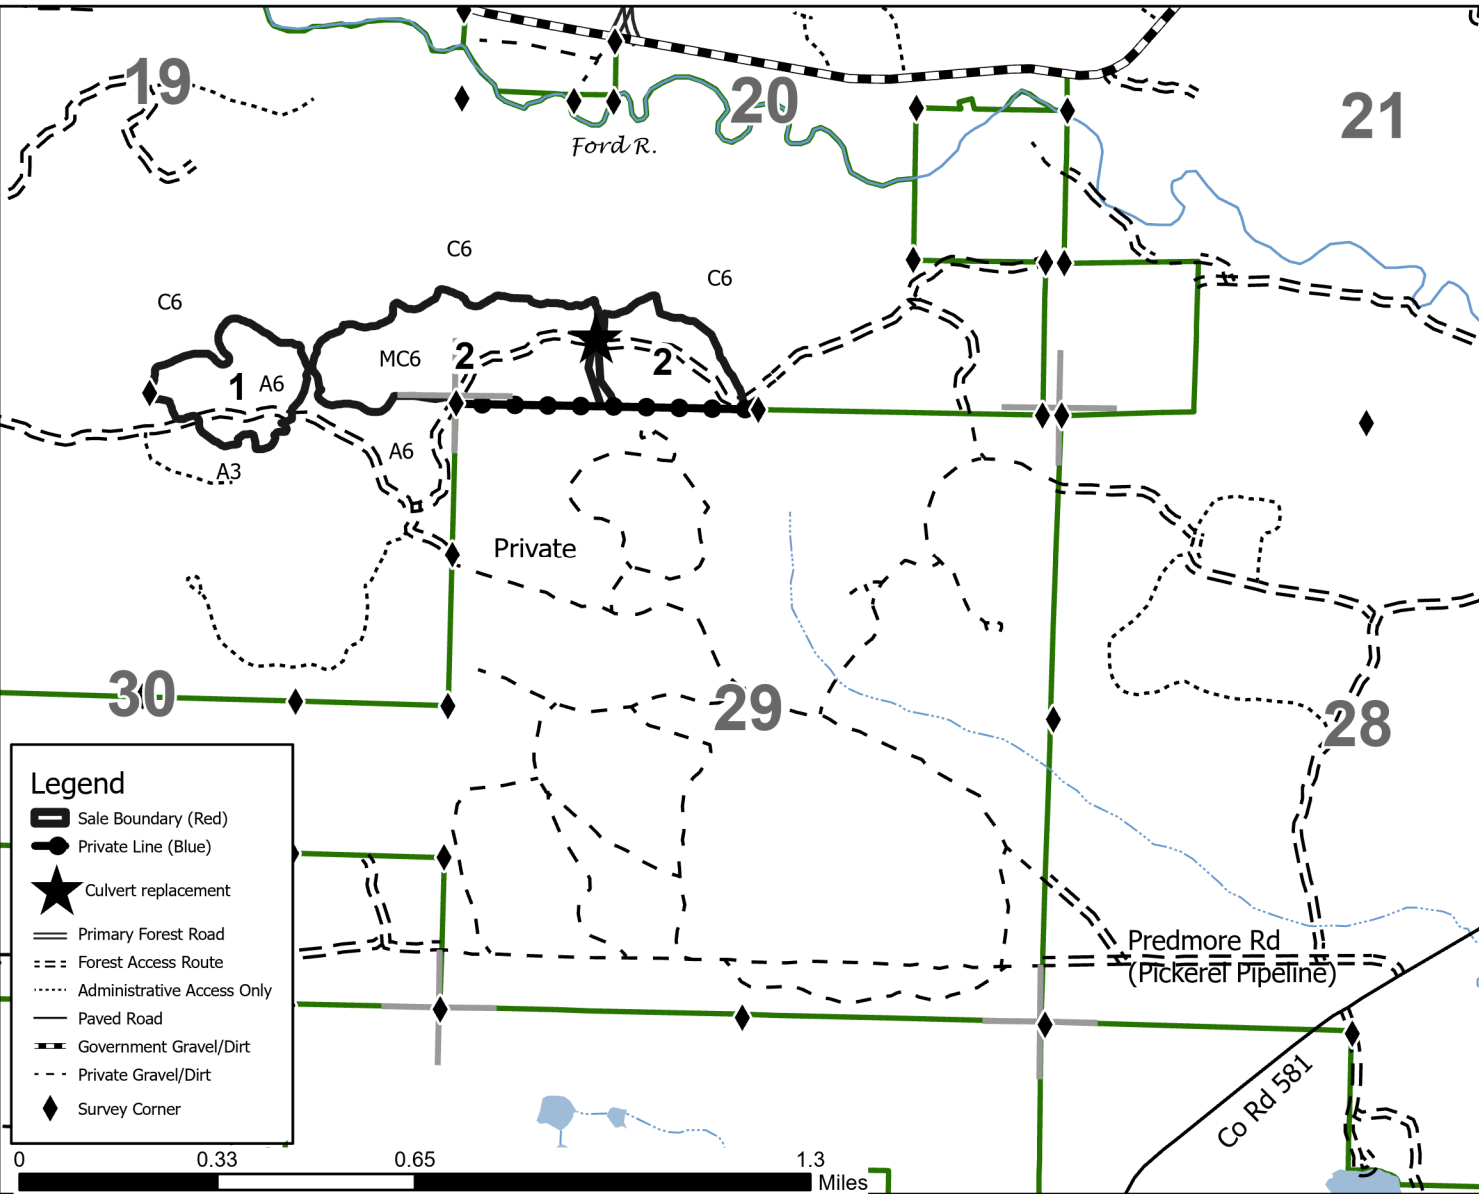 19
20
21
Ford R.
C6
C6
C6
MC6
2
2
1
A6
A6
A3
Private
30
29
28
Legend
Sale Boundary (Red)
Private Line (Blue)
Culvert replacement
Primary Forest Road
Forest Access Route
Administrative Access Only
Paved Road
Government Gravel/Dirt
Private Gravel/Dirt
Survey Corner
Predmore Rd
(Pickerel Pipeline)
Co Rd 581
0 0.33 0.65 1.3
Miles